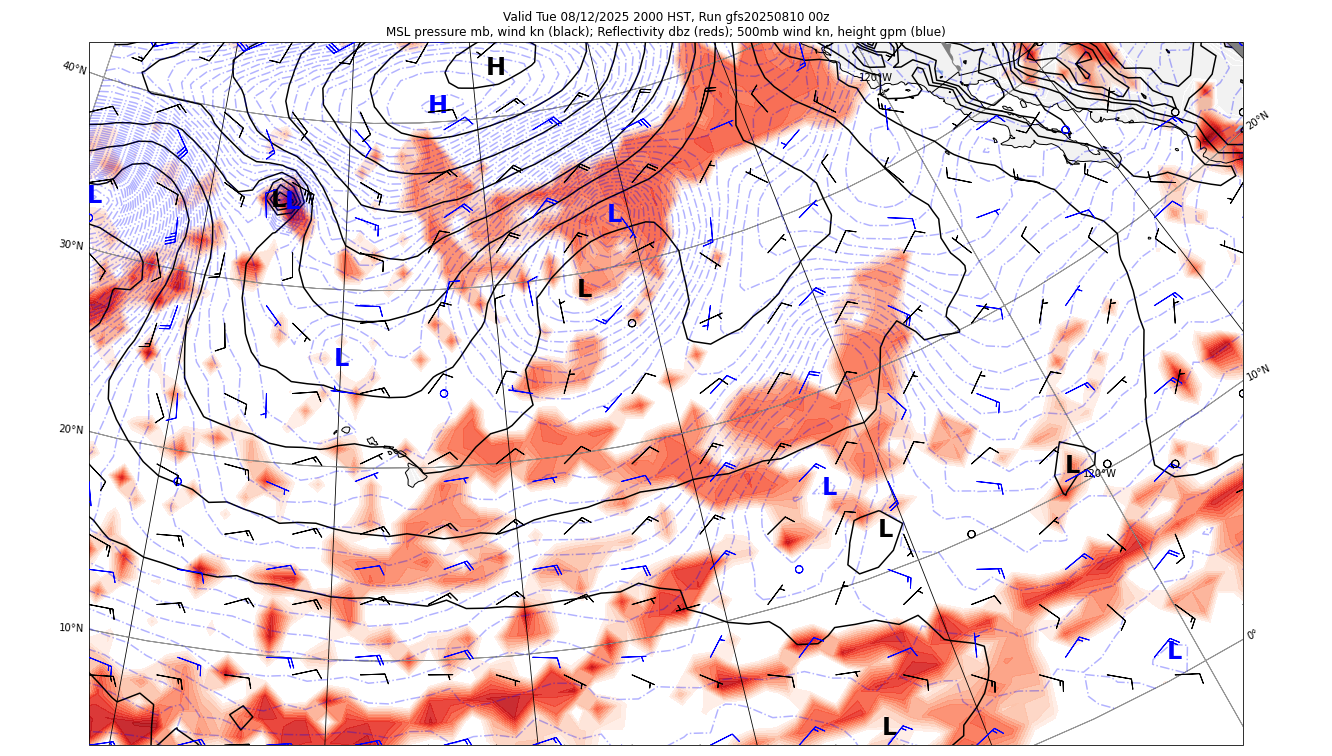 Valid Tue 08/12/2025 2000 HST, Run gfs20250810 00z
MSL pressure mb, wind kn (black); Reflectivity dbz (reds); 500mb wind kn, height gpm (blue)
40°N
H
120°W
H
20°N
L
L
L
L
30°N
L
L
10°N
20°N
L
120°W
L
L
10°N
0°
L
L